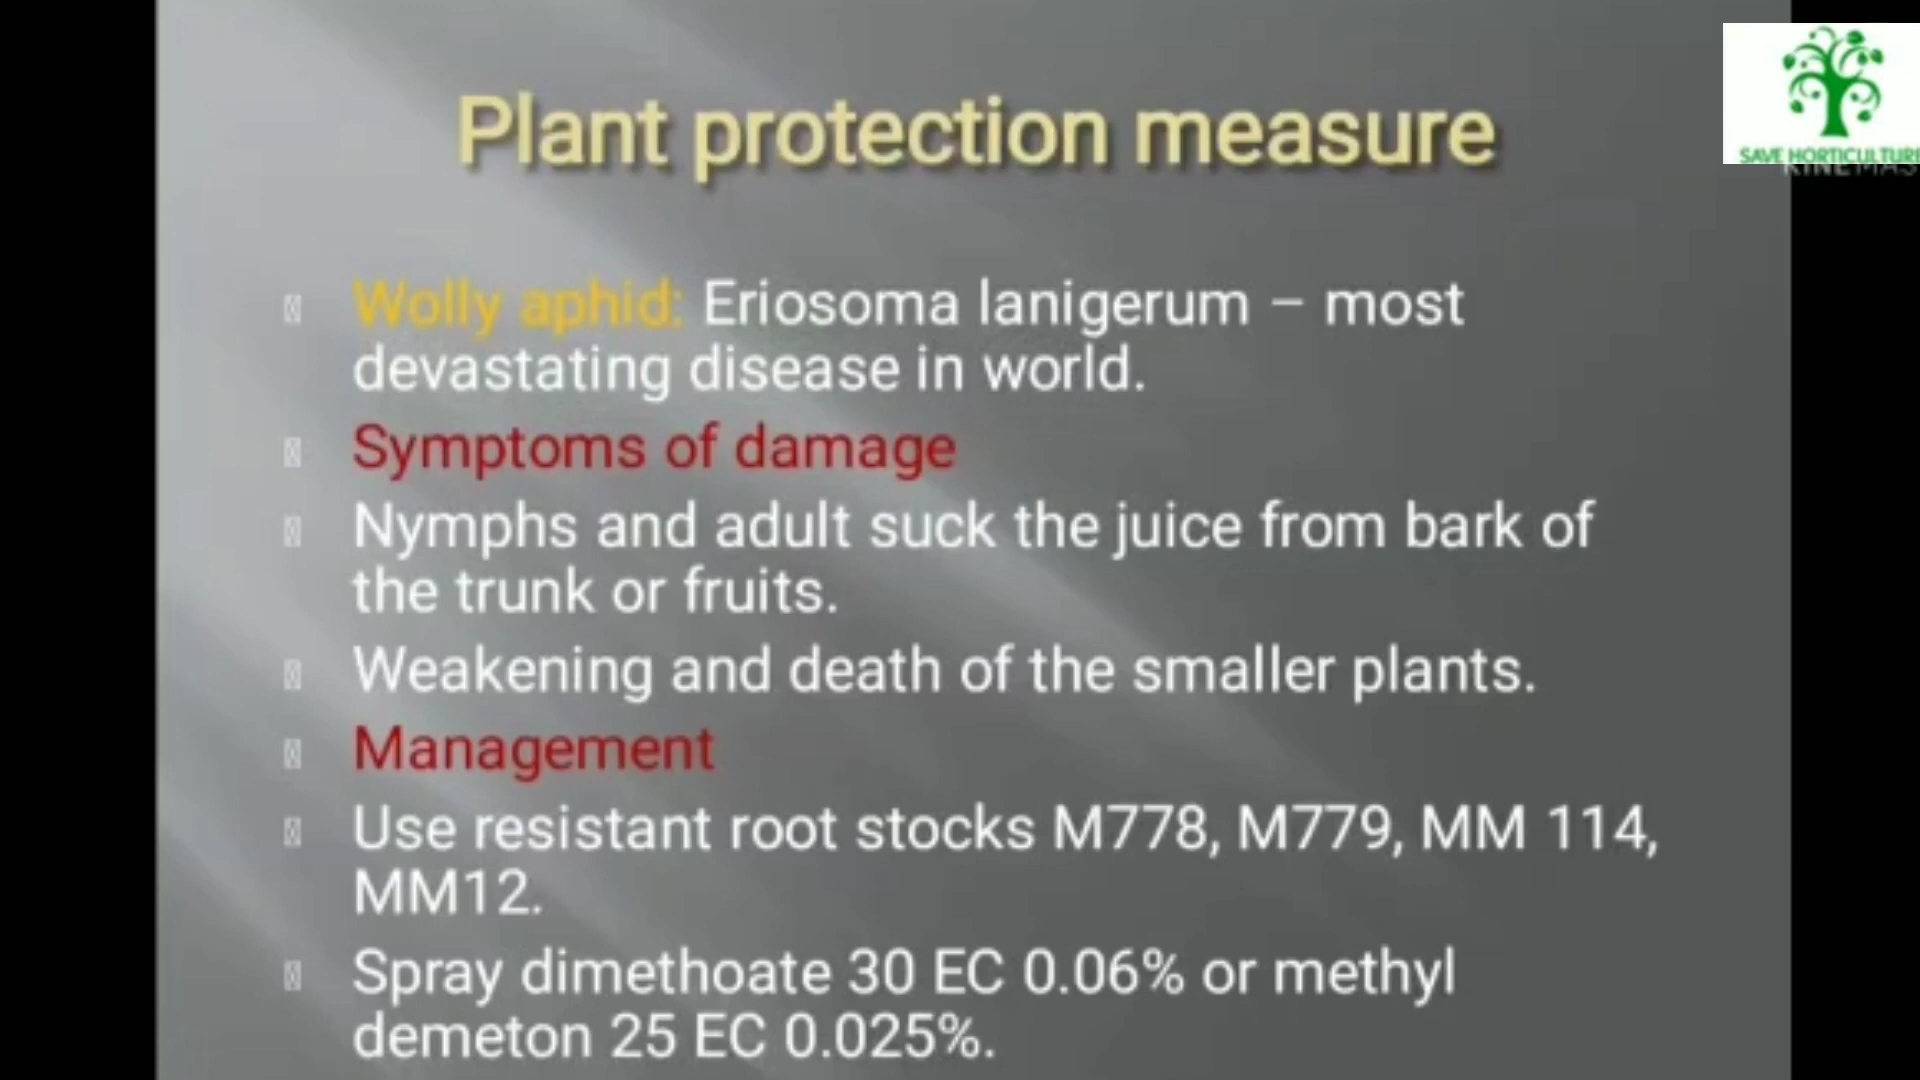 SAVE HORTICULTURE
Plant protection measure
Wolly aphid: Eriosoma lanigerum – most
devastating disease in world.
Symptoms of damage
Nymphs and adult suck the juice from bark of
the trunk or fruits.
Weakening and death of the smaller plants.
Management
Use resistant root stocks M778, M779, MM 114,
MM12.
Spray dimethoate 30 EC 0.06% or methyl
demeton 25 EC 0.025%.